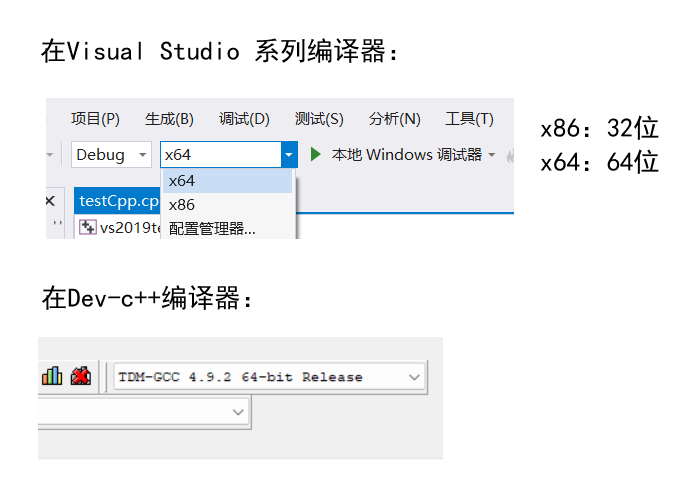 在Visual Studio 系列编译器：
项目(P) 生成(B) 调试(D) 测试(S) 分析(N) 工具(T)
Debug x64 本地 Windows 调试器
x64
x86
配置管理器...
testCpp.cp
vs2019te
x86：32位
x64：64位
在Dev-c++编译器：
TDM-GCC 4.9.2 64-bit Release